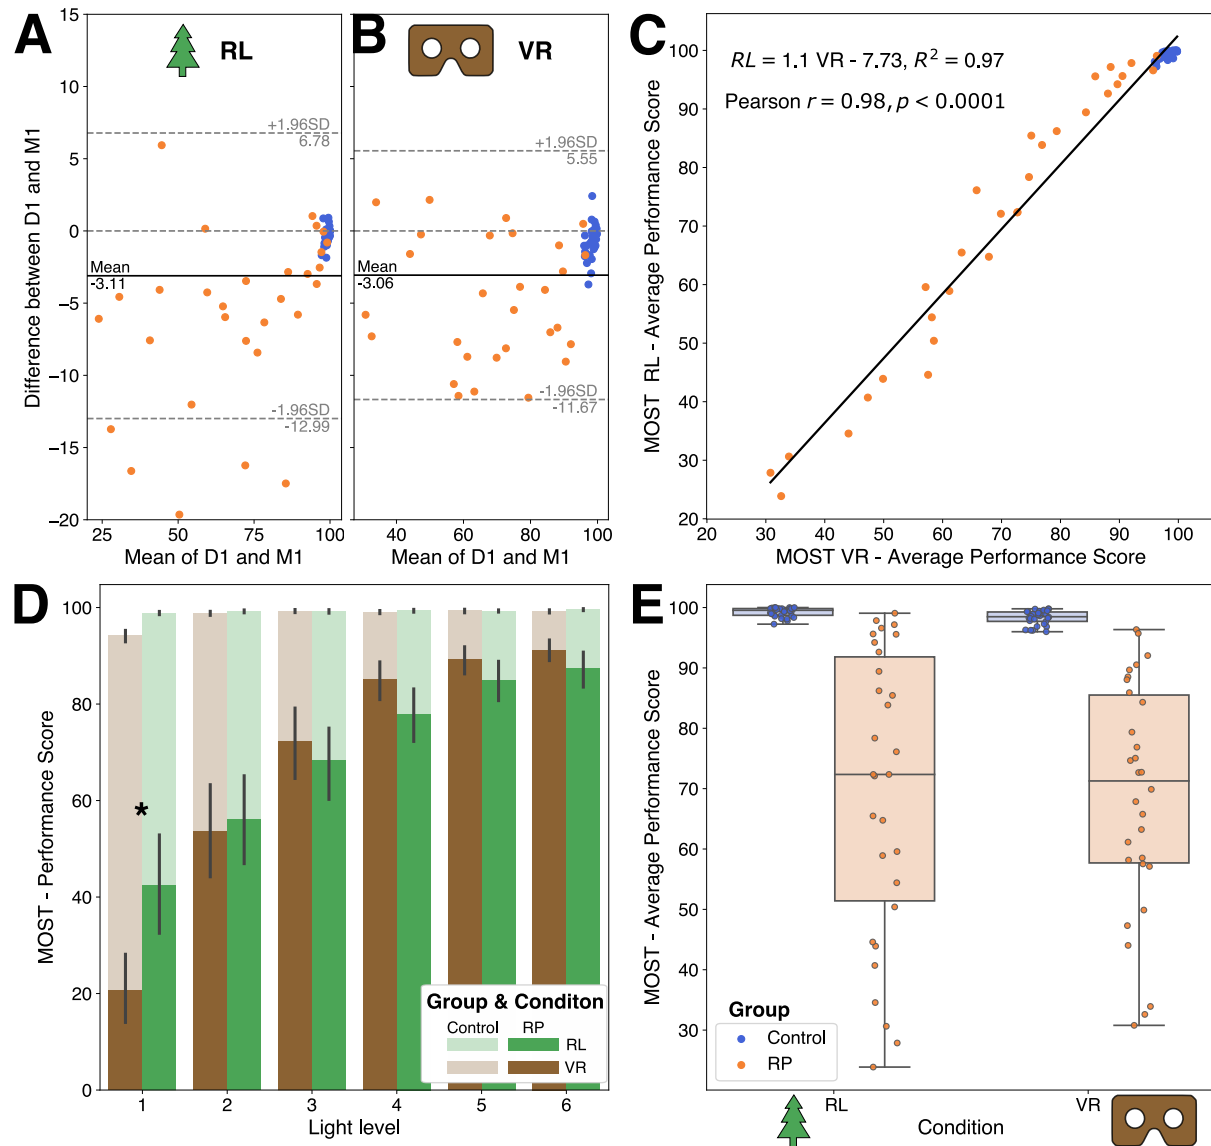 A
RL
15
10
5
0
−5
−10
−15
−20
Difference between D1 and M1
+1.96SD
6.78
Mean
-3.11
-1.96SD
-12.99
25
50
75
100
Mean of D1 and M1
B
VR
+1.96SD
5.55
Mean
-3.06
-1.96SD
-11.67
40
60
80
100
Mean of D1 and M1
C
RL = 1.1 VR - 7.73, R² = 0.97
Pearson r = 0.98, p < 0.0001
MOST RL - Average Performance Score
100
90
80
70
60
50
40
30
20
20
30
40
50
60
70
80
90
100
MOST VR - Average Performance Score
D
MOST - Performance Score
100
80
60
40
20
0
*
Group & Conditon
Control RP
RL
VR
1
2
3
4
5
6
Light level
E
MOST - Average Performance Score
100
90
80
70
60
50
40
30
Group
Control
RP
RL
VR
Condition